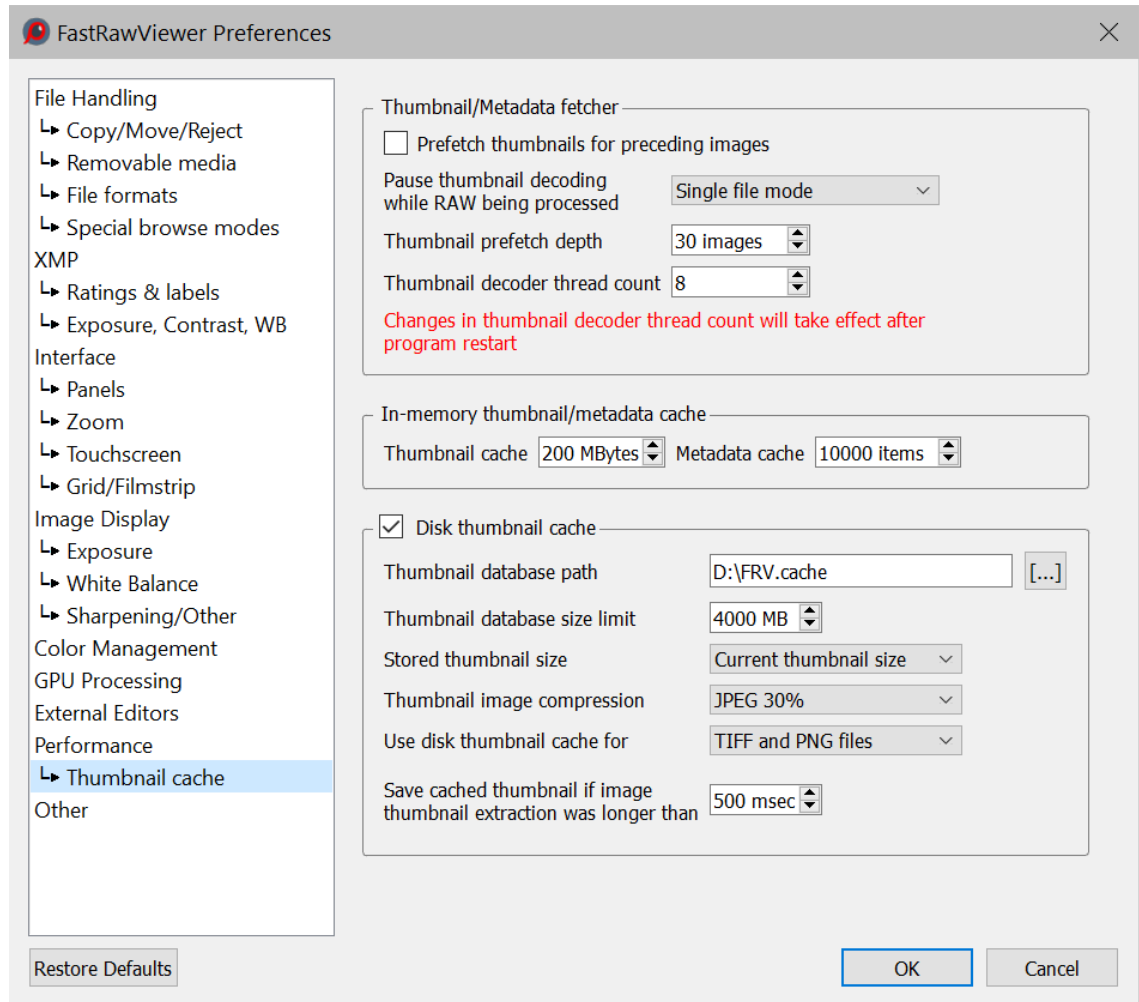 FastRawViewer Preferences
File Handling
Copy/Move/Reject
Removable media
File formats
Special browse modes
XMP
Ratings & labels
Exposure, Contrast, WB
Interface
Panels
Zoom
Touchscreen
Grid/Filmstrip
Image Display
Exposure
White Balance
Sharpening/Other
Color Management
GPU Processing
External Editors
Performance
Thumbnail cache
Other
Thumbnail/Metadata fetcher
Prefetch thumbnails for preceding images
Pause thumbnail decoding
while RAW being processed
Single file mode
Thumbnail prefetch depth 30 images
Thumbnail decoder thread count 8
Changes in thumbnail decoder thread count will take effect after
program restart
In-memory thumbnail/metadata cache
Thumbnail cache 200 MBytes Metadata cache 10000 items
Disk thumbnail cache
Thumbnail database path D:\FRV.cache [...]
Thumbnail database size limit 4000 MB
Stored thumbnail size Current thumbnail size
Thumbnail image compression JPEG 30%
Use disk thumbnail cache for TIFF and PNG files
Save cached thumbnail if image
thumbnail extraction was longer than
500 msec
Restore Defaults OK Cancel